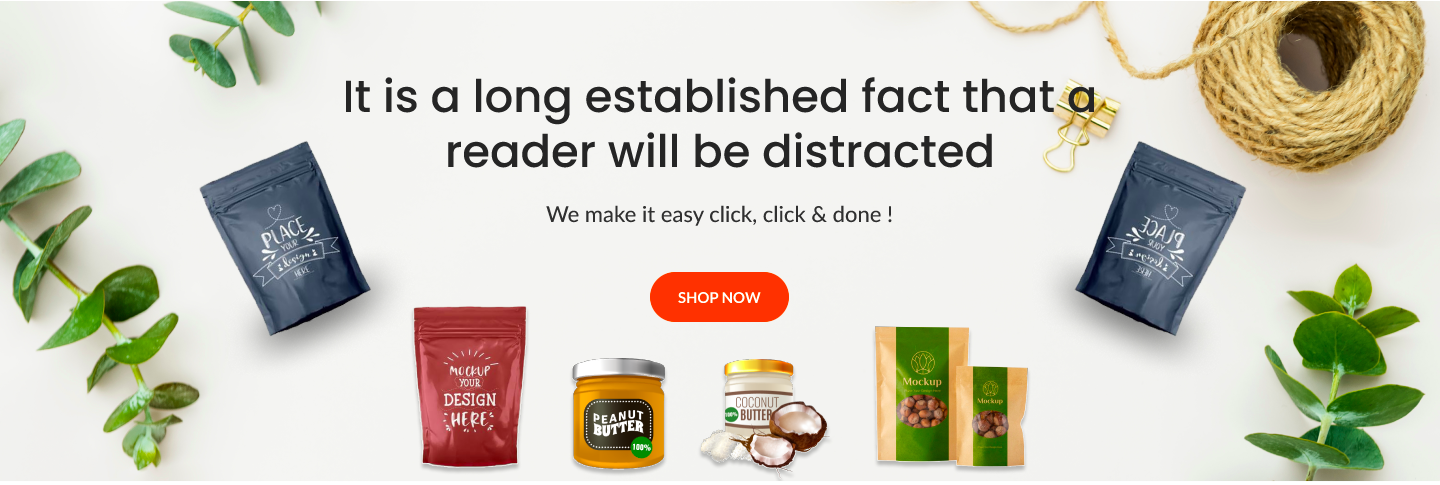 It is a long established fact that a
reader will be distracted
We make it easy click, click & done !
SHOP NOW
PLACE
YOUR
design
HERE
PLACE
YOUR
design
HERE
MOCKUP
YOUR
DESIGN
HERE
PEANUT
BUTTER
100%
COCONUT
100% BUTTER
Mockup
Mockup